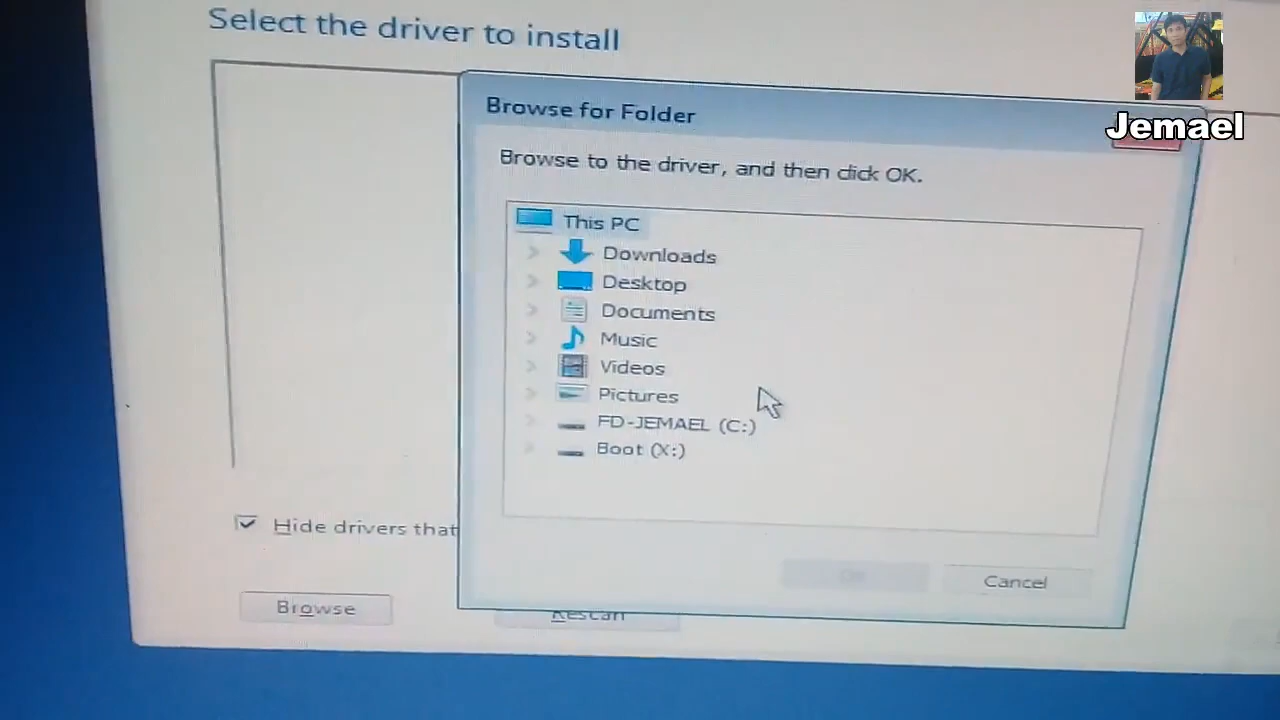 Select the driver to install
Jemael
Browse for Folder
Browse to the driver, and then click OK.
This PC
Downloads
Desktop
Documents
Music
Videos
Pictures
FD-JEMAEL (C:)
Boot (X:)
Hide drivers that
Cancel
Browse
Rescan